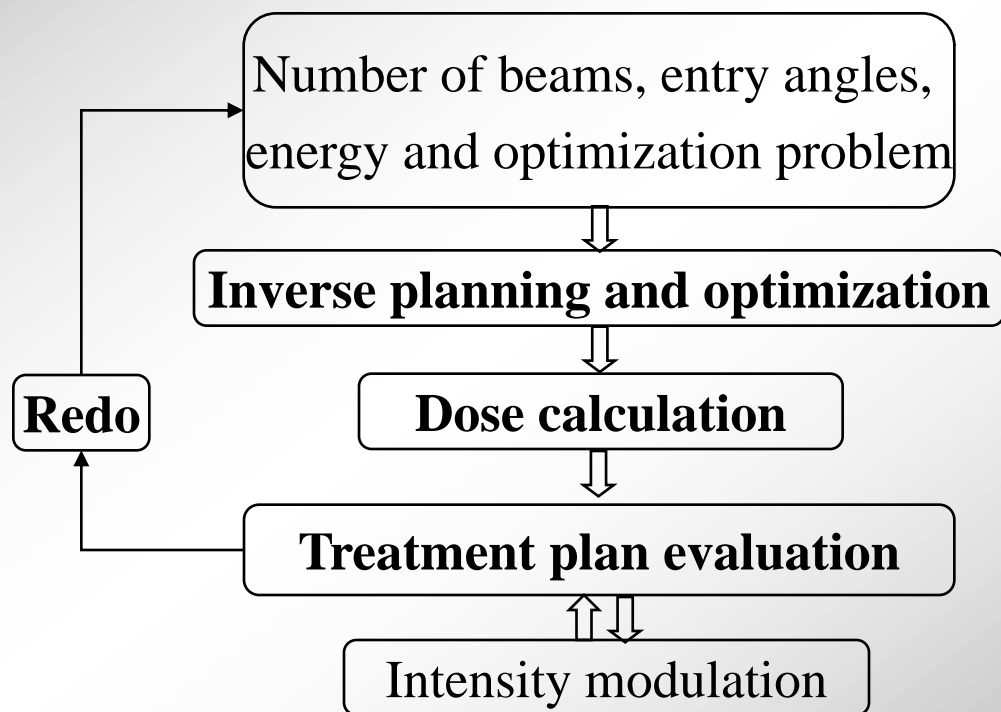 Number of beams, entry angles,
energy and optimization problem
Inverse planning and optimization
Redo
Dose calculation
Treatment plan evaluation
Intensity modulation